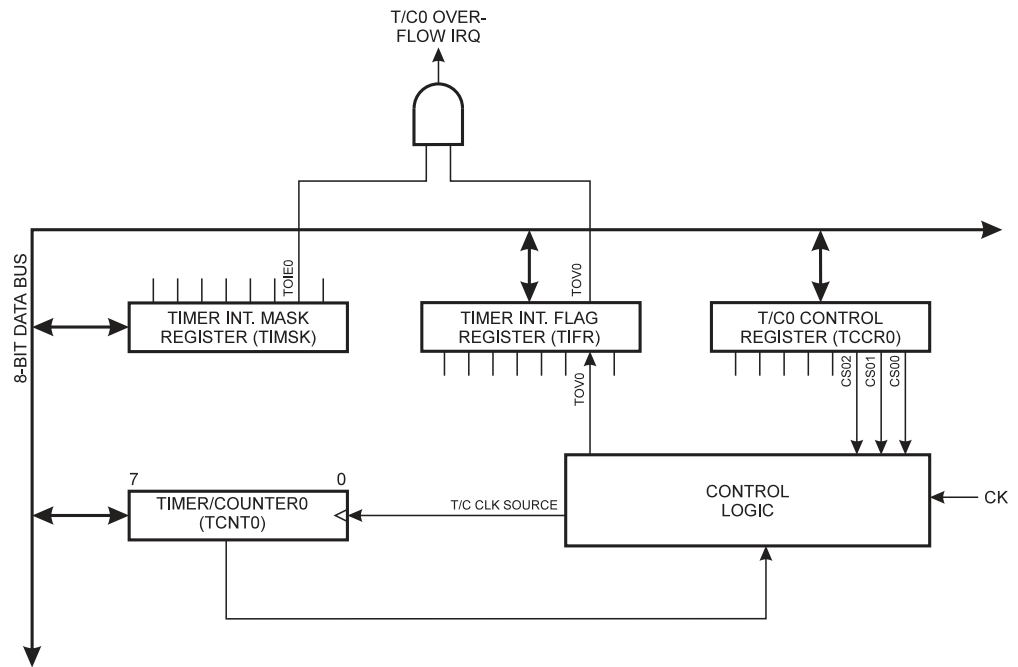 T/C0 OVER-
FLOW IRQ
8-BIT DATA BUS
TOIE0
TOV0
TIMER INT. MASK
REGISTER (TIMSK)
TIMER INT. FLAG
REGISTER (TIFR)
T/C0 CONTROL
REGISTER (TCCR0)
TOV0
CS02
CS01
CS00
7
0
TIMER/COUNTER0
(TCNT0)
T/C CLK SOURCE
CONTROL
LOGIC
CK